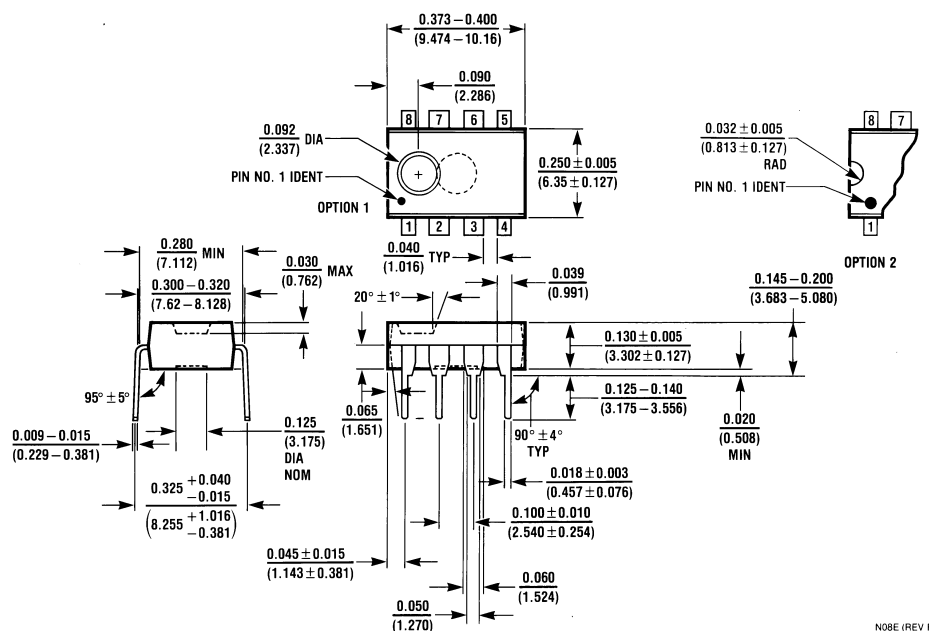 0.373 – 0.400
(9.474 – 10.16)
0.090
(2.286)
8 7 6 5
0.092 DIA
(2.337)
PIN NO. 1 IDENT
OPTION 1
1 2 3 4
0.250 ± 0.005
(6.35 ± 0.127)
0.032 ± 0.005
(0.813 ± 0.127)
RAD
PIN NO. 1 IDENT
8 7
1
OPTION 2
0.280 MIN
(7.112)
0.300 – 0.320
(7.62 – 8.128)
0.030 MAX
(0.762)
0.040 TYP
(1.016)
0.039
(0.991)
20° ± 1°
0.145 – 0.200
(3.683 – 5.080)
0.130 ± 0.005
(3.302 ± 0.127)
0.125 – 0.140
(3.175 – 3.556)
0.020
(0.508)
MIN
95° ± 5°
0.009 – 0.015
(0.229 – 0.381)
0.125
(3.175)
DIA
NOM
0.065
(1.651)
90° ± 4°
TYP
0.325 +0.040
−0.015
(8.255 +1.016
−0.381)
0.018 ± 0.003
(0.457 ± 0.076)
0.100 ± 0.010
(2.540 ± 0.254)
0.045 ± 0.015
(1.143 ± 0.381)
0.060
(1.524)
0.050
(1.270)
N08E (REV